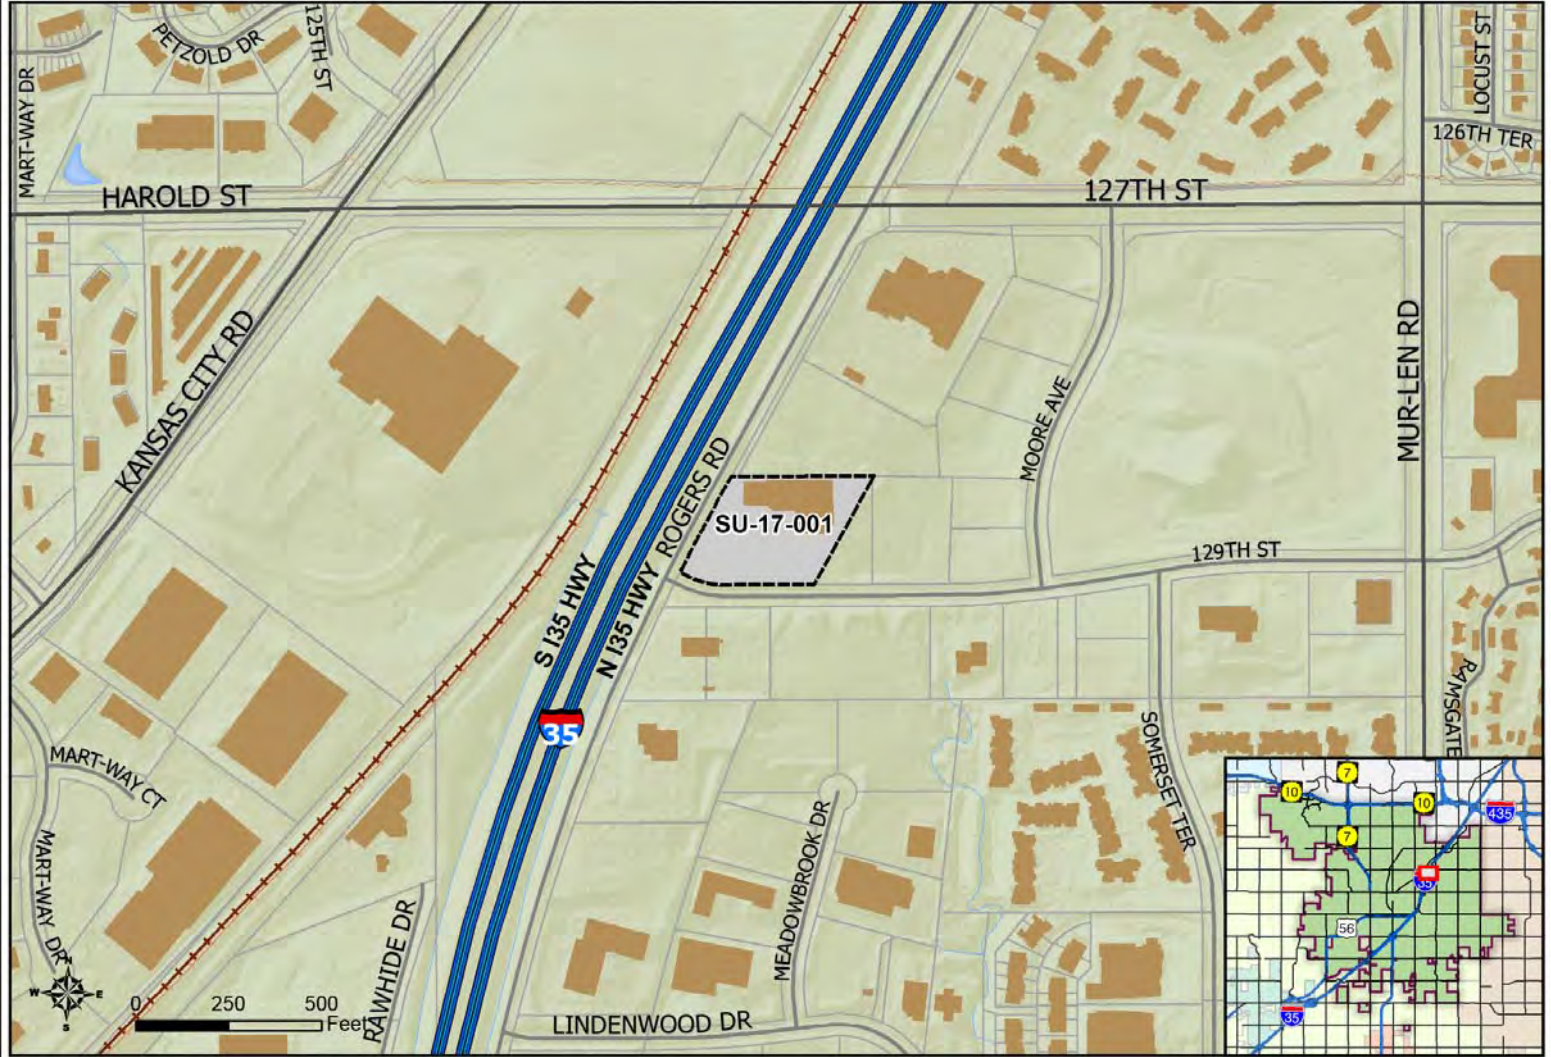 PETZOLD DR
125TH ST
MART-WAY DR
LOCUST ST
126TH TER
HAROLD ST
127TH ST
KANSAS CITY RD
MUR-LEN RD
MOORE AVE
ROGERS RD
SU-17-001
129TH ST
S I35 HWY
N I35 HWY
35
RAMSGATE
SOMERSET TER
MART-WAY CT
MART-WAY DR
MEADOWBROOK DR
RAWHIDE DR
LINDENWOOD DR
N
W E
S
0 250 500
Feet
7
10
10
435
7
35
56
35